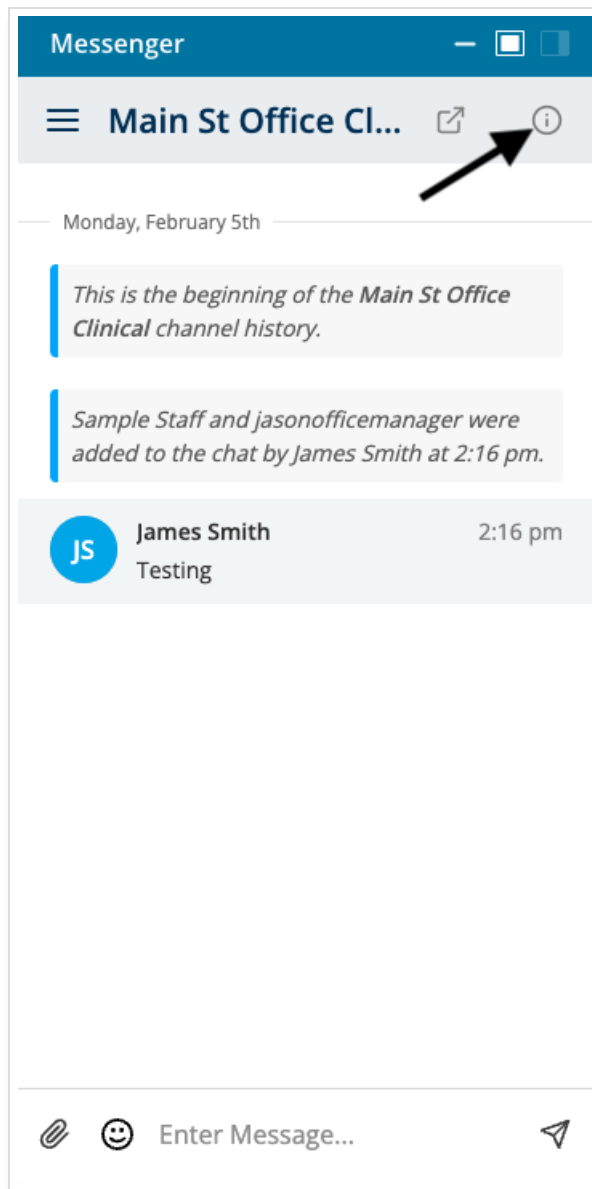 Messenger
Main St Office Cl...
Monday, February 5th
This is the beginning of the Main St Office
Clinical channel history.
Sample Staff and jasonofficemanager were
added to the chat by James Smith at 2:16 pm.
JS
James Smith 2:16 pm
Testing
Enter Message...